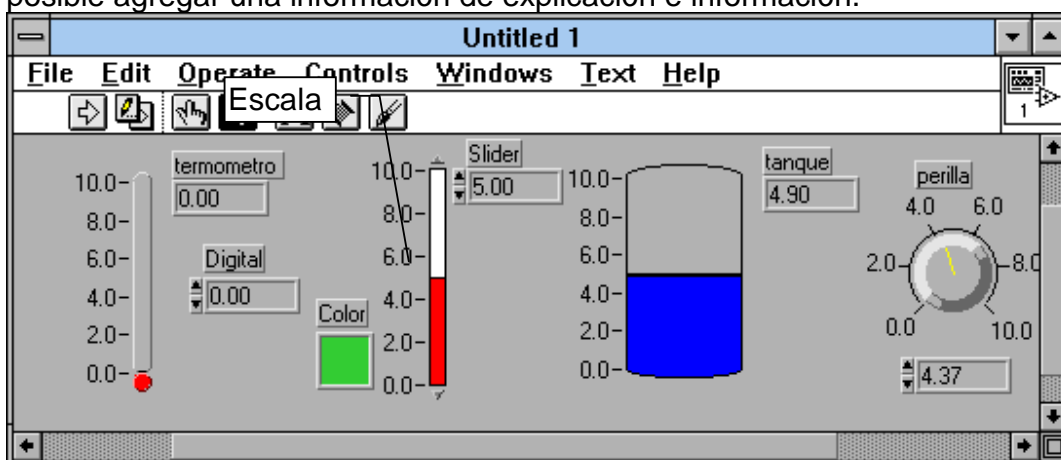 posible agregar una información de explicación e información.
Untitled 1
File Edit Operate Controls Windows Text Help
Escala
1
termometro
0.00
10.0
8.0
6.0
4.0
2.0
0.0
Digital
0.00
Color
10.0
8.0
6.0
4.0
2.0
0.0
Slider
5.00
10.0
8.0
6.0
4.0
2.0
0.0
tanque
4.90
perilla
4.0 6.0
2.0 8.0
0.0 10.0
4.37